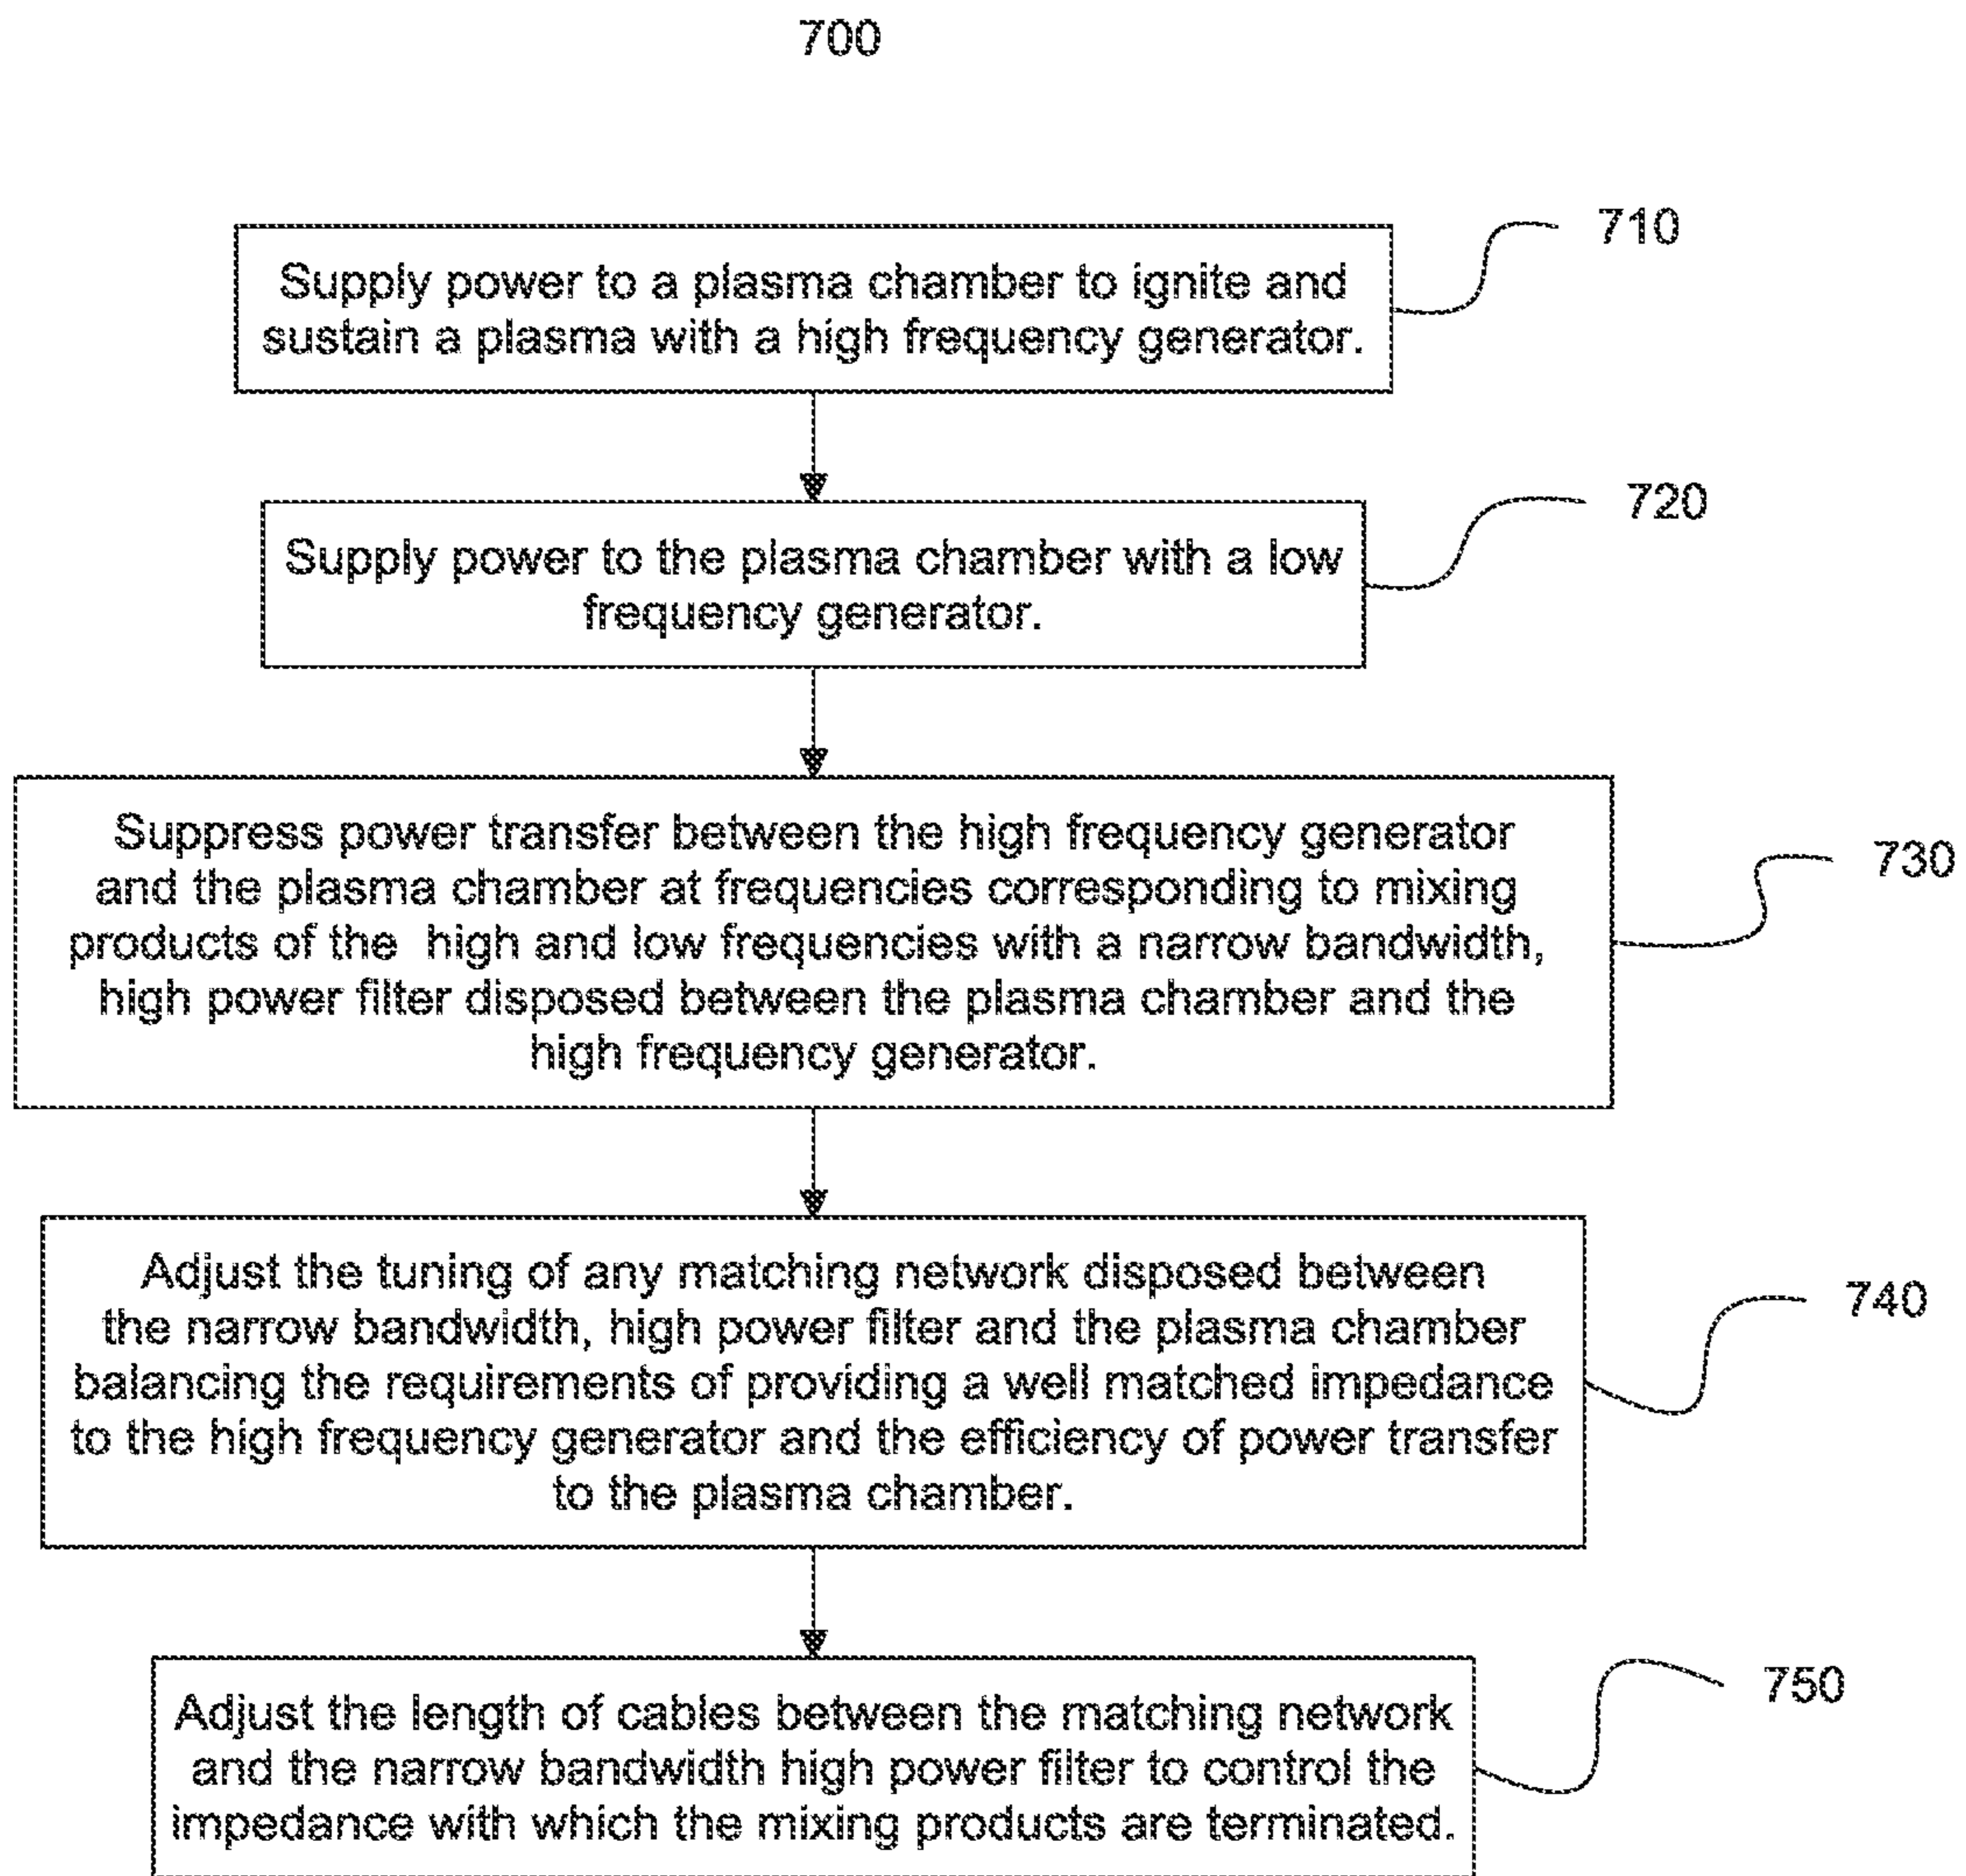 700
710
Supply power to a plasma chamber to ignite and
sustain a plasma with a high frequency generator.
720
Supply power to the plasma chamber with a low
frequency generator.
Suppress power transfer between the high frequency generator
and the plasma chamber at frequencies corresponding to mixing
products of the high and low frequencies with a narrow bandwidth,
high power filter disposed between the plasma chamber and the
high frequency generator.
730
Adjust the tuning of any matching network disposed between
the narrow bandwidth, high power filter and the plasma chamber
balancing the requirements of providing a well matched impedance
to the high frequency generator and the efficiency of power transfer
to the plasma chamber.
740
Adjust the length of cables between the matching network
and the narrow bandwidth high power filter to control the
impedance with which the mixing products are terminated.
750